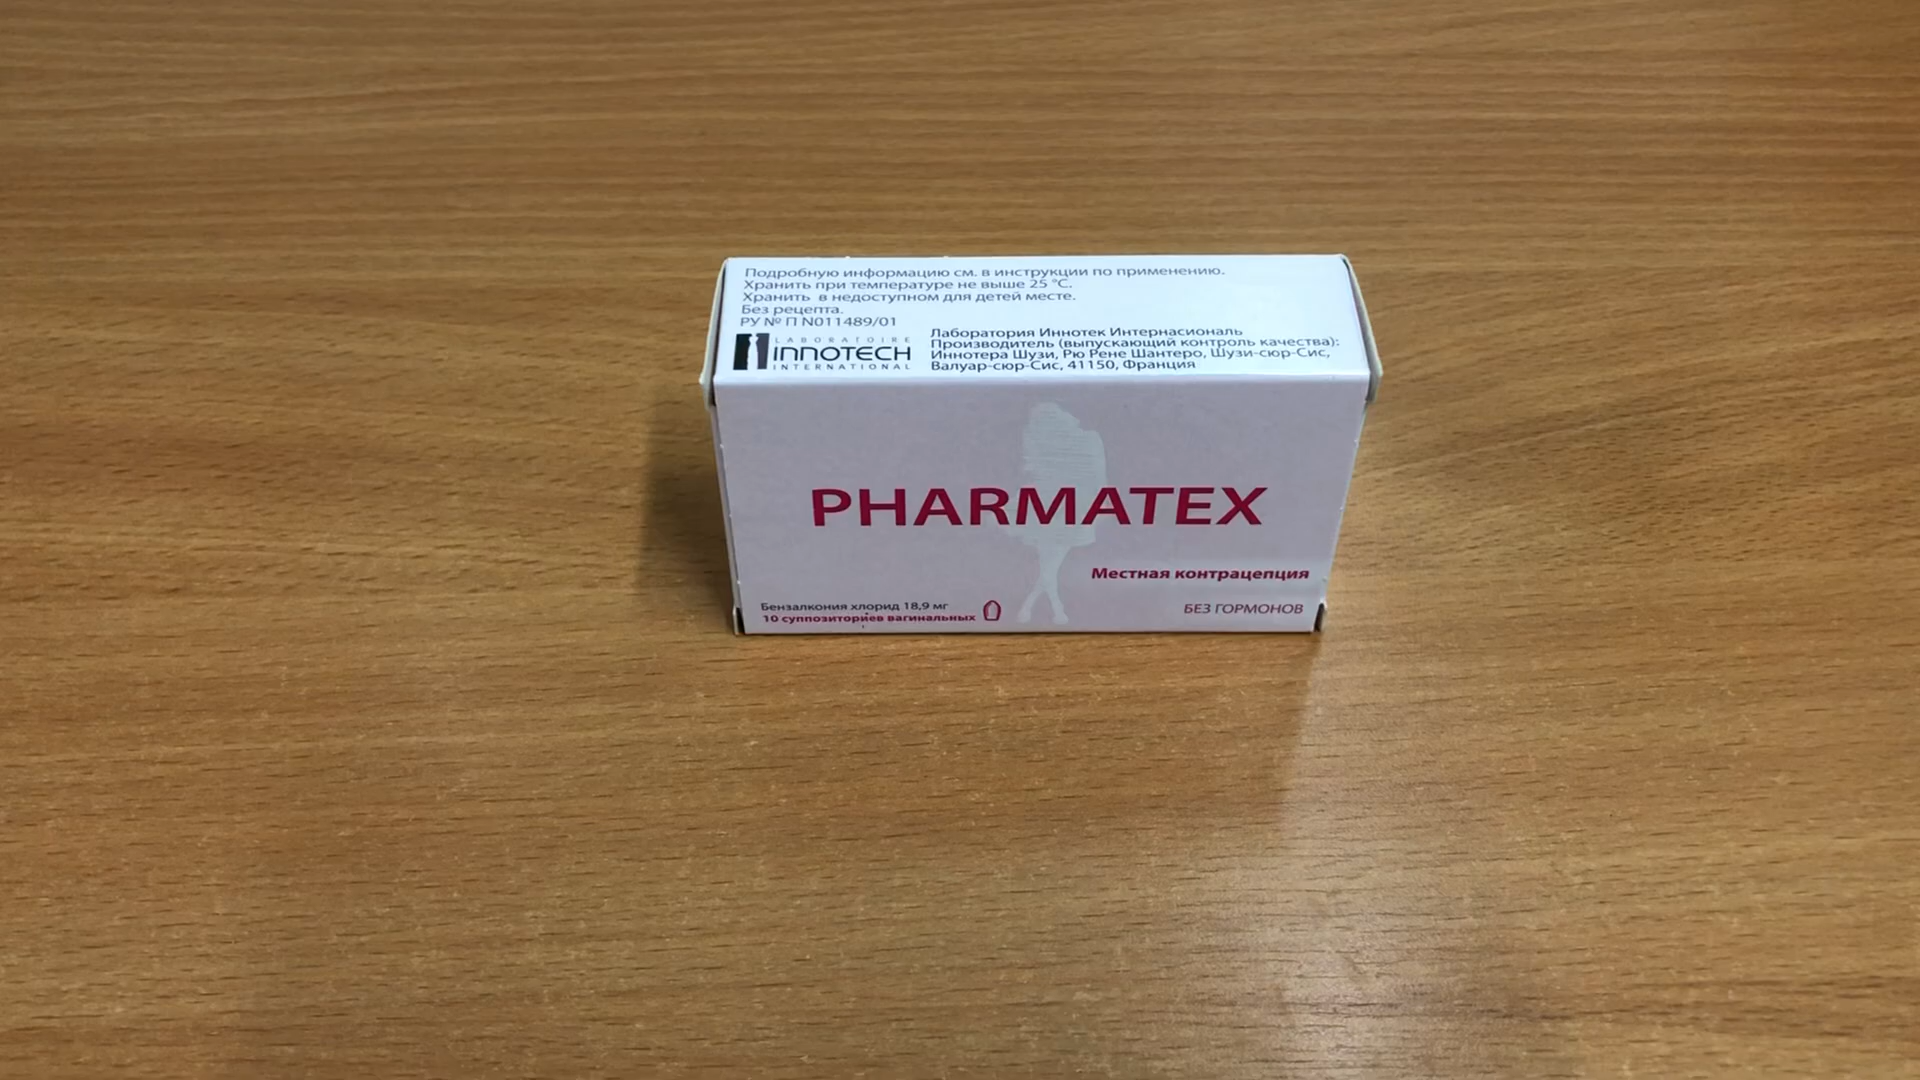 Подробную информацию см. в инструкции по применению.
Хранить при температуре не выше 25 °С.
Хранить в недоступном для детей месте.
Без рецепта.
РУ № П N011489/01
LABORATOIRE
INNOTECH
INTERNATIONAL
Лаборатория Иннотек Интернасиональ
Производитель (выпускающий контроль качества):
Иннотера Шузи, Рю Рене Шантеро, Шузи-сюр-Сис,
Валуар-сюр-Сис, 41150, Франция
PHARMATEX
Местная контрацепция
Бензалкония хлорид 18,9 мг
10 суппозиториев вагинальных
БЕЗ ГОРМОНОВ